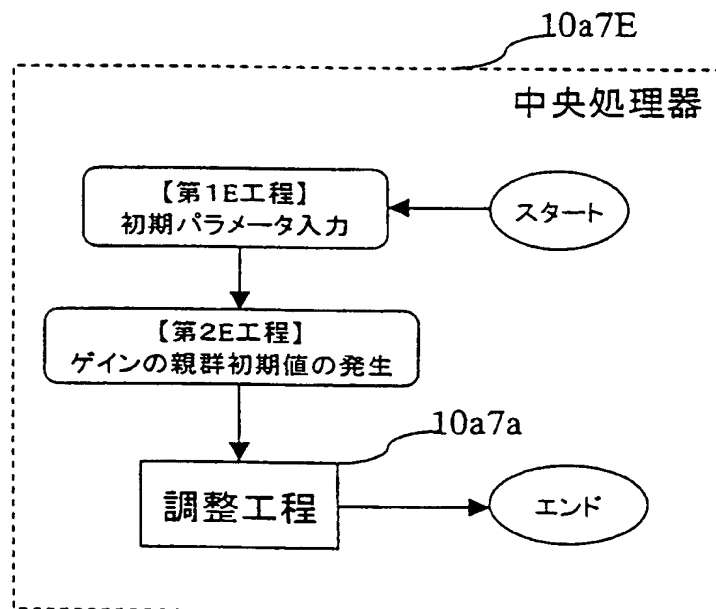 10a7E
中央処理器
【第1E工程】
初期パラメータ入力
スタート
【第2E工程】
ゲインの親群初期値の発生
10a7a
調整工程
エンド